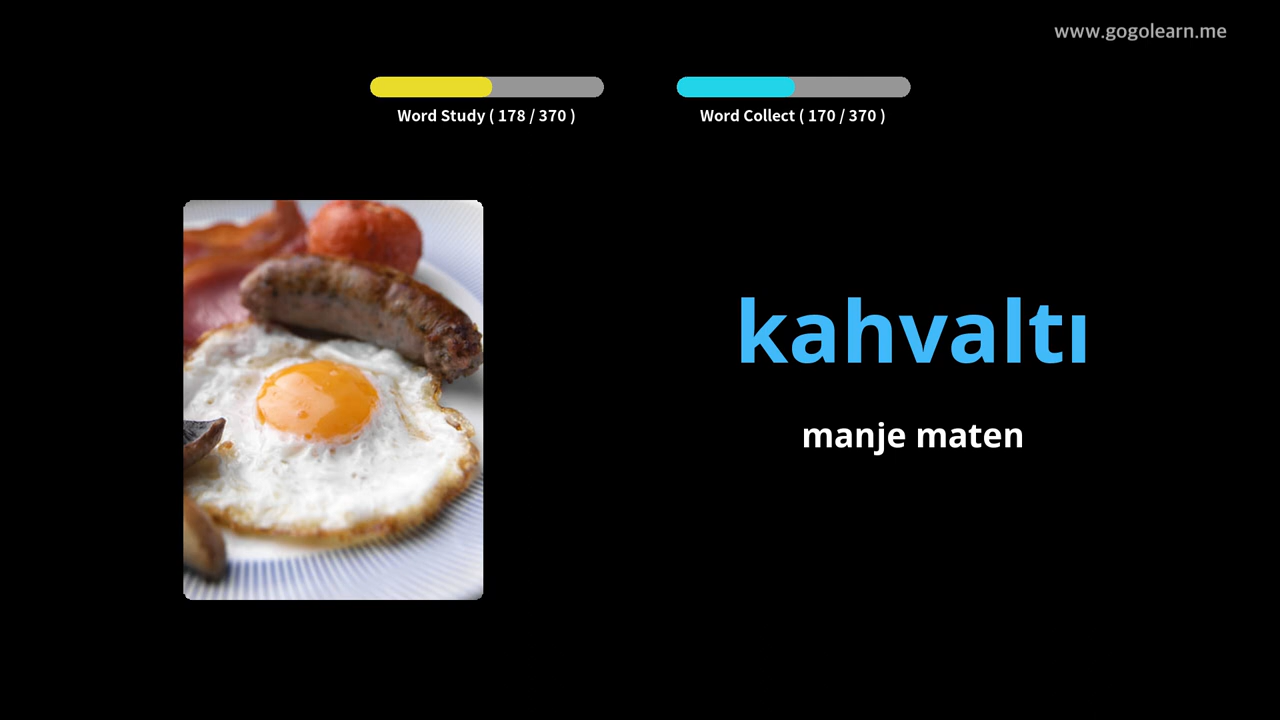 www.gogolearn.me
Word Study ( 178 / 370 )
Word Collect ( 170 / 370 )
kahvaltı
manje maten